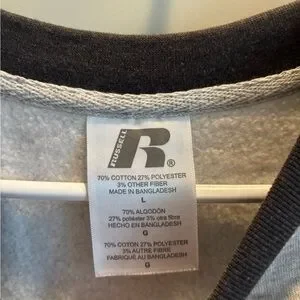 RUSSELL
R®
70% COTTON 27% POLYESTER
3% OTHER FIBER
MADE IN BANGLADESH
L
70% ALGODÓN
27% poliéster 3% otra fibra
HECHO EN BANGLADESH
G
70% COTON 27% POLYESTER
3% AUTRE FIBRE
FABRIQUÉ AU BANGLADESH
G